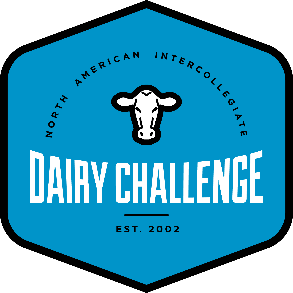 NORTH AMERICAN INTERCOLLEGIATE
DAIRY CHALLENGE
EST. 2002